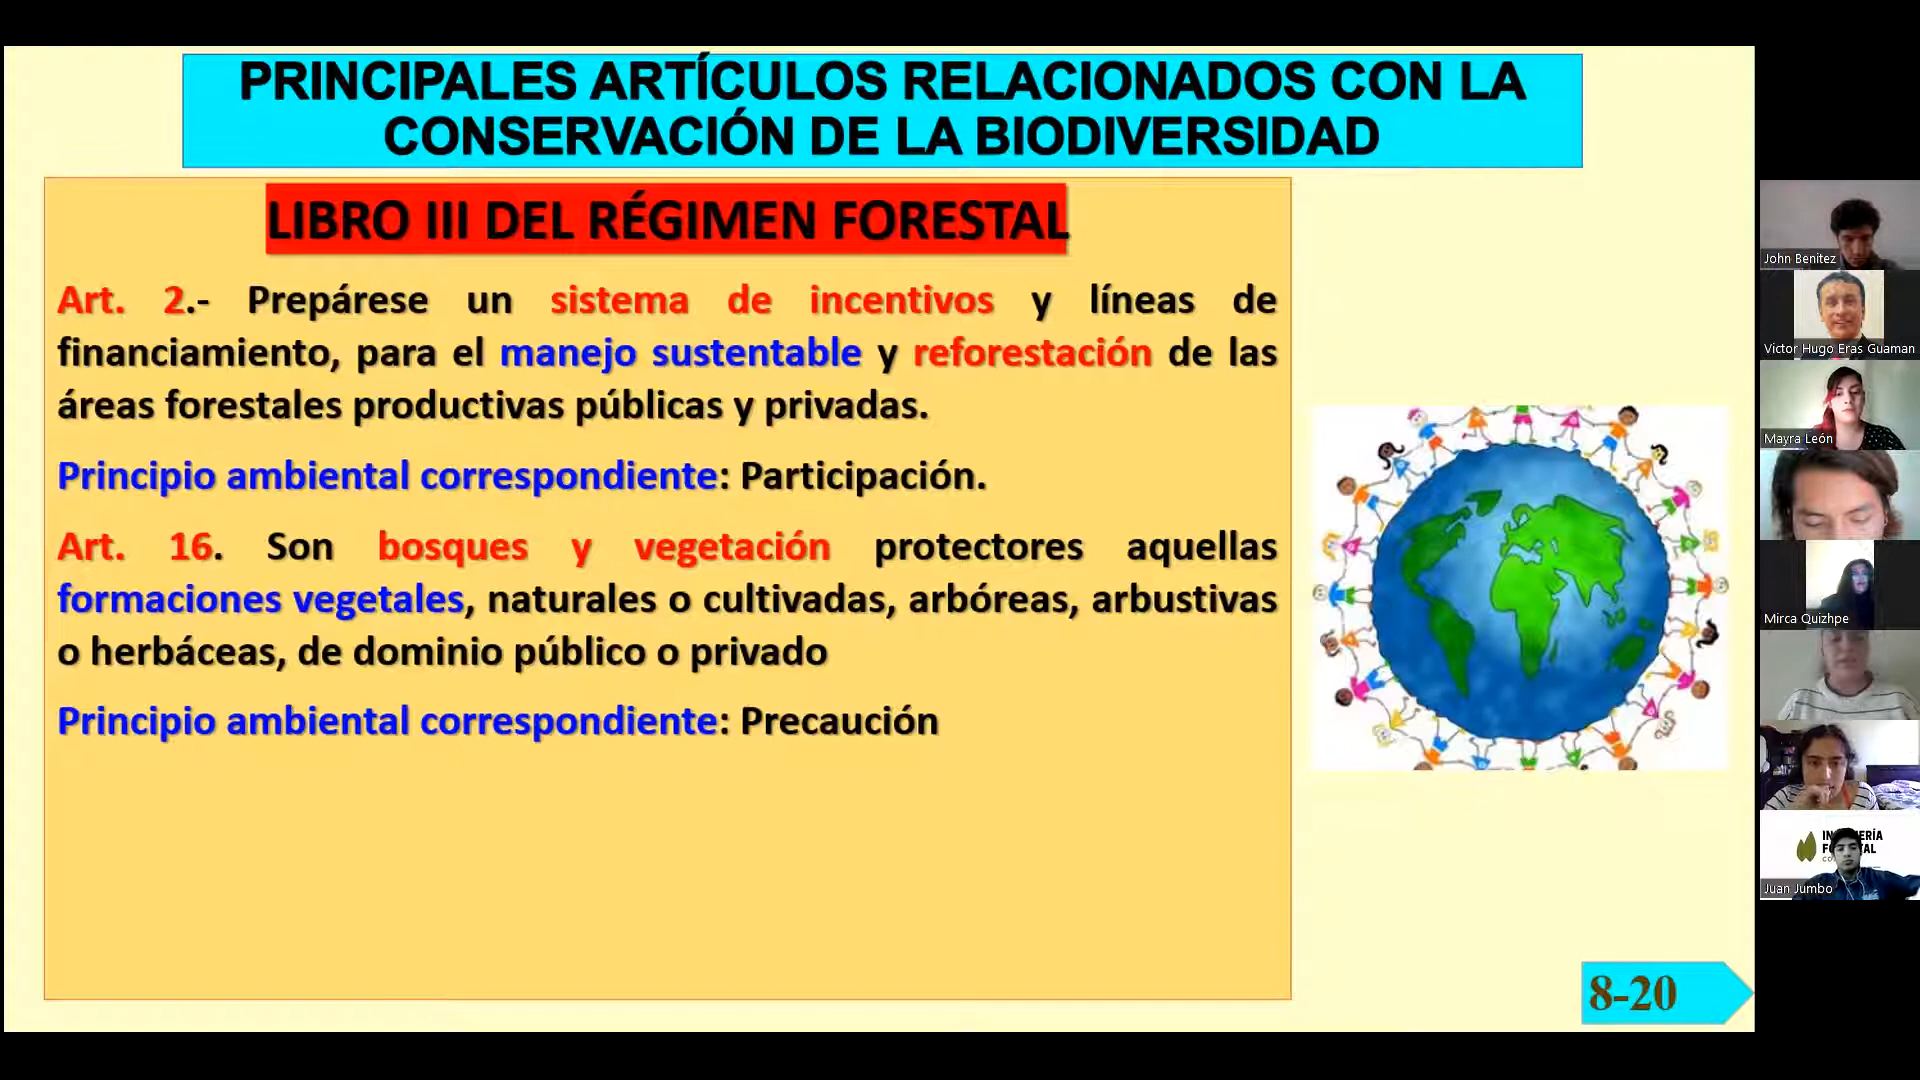 PRINCIPALES ARTÍCULOS RELACIONADOS CON LA
CONSERVACIÓN DE LA BIODIVERSIDAD
LIBRO III DEL RÉGIMEN FORESTAL
Art. 2.- Prepárese un sistema de incentivos y líneas de
financiamiento, para el manejo sustentable y reforestación de las
áreas forestales productivas públicas y privadas.
Principio ambiental correspondiente: Participación.
Art. 16. Son bosques y vegetación protectores aquellas
formaciones vegetales, naturales o cultivadas, arbóreas, arbustivas
o herbáceas, de dominio público o privado
Principio ambiental correspondiente: Precaución
8-20
John Benitez
Victor Hugo Eras Guaman
Mayra León
Mirca Quizhpe
Juan Jumbo